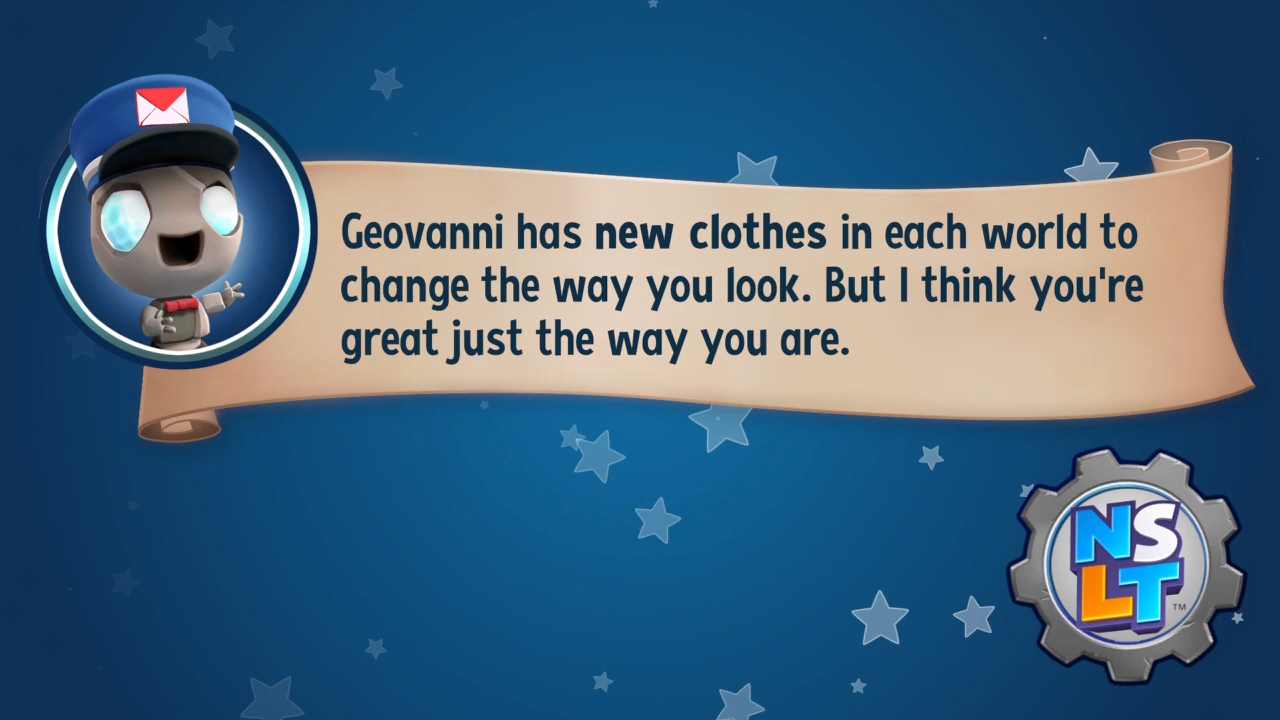 Geovanni has new clothes in each world to
change the way you look. But I think you're
great just the way you are.
NS
LT
TM